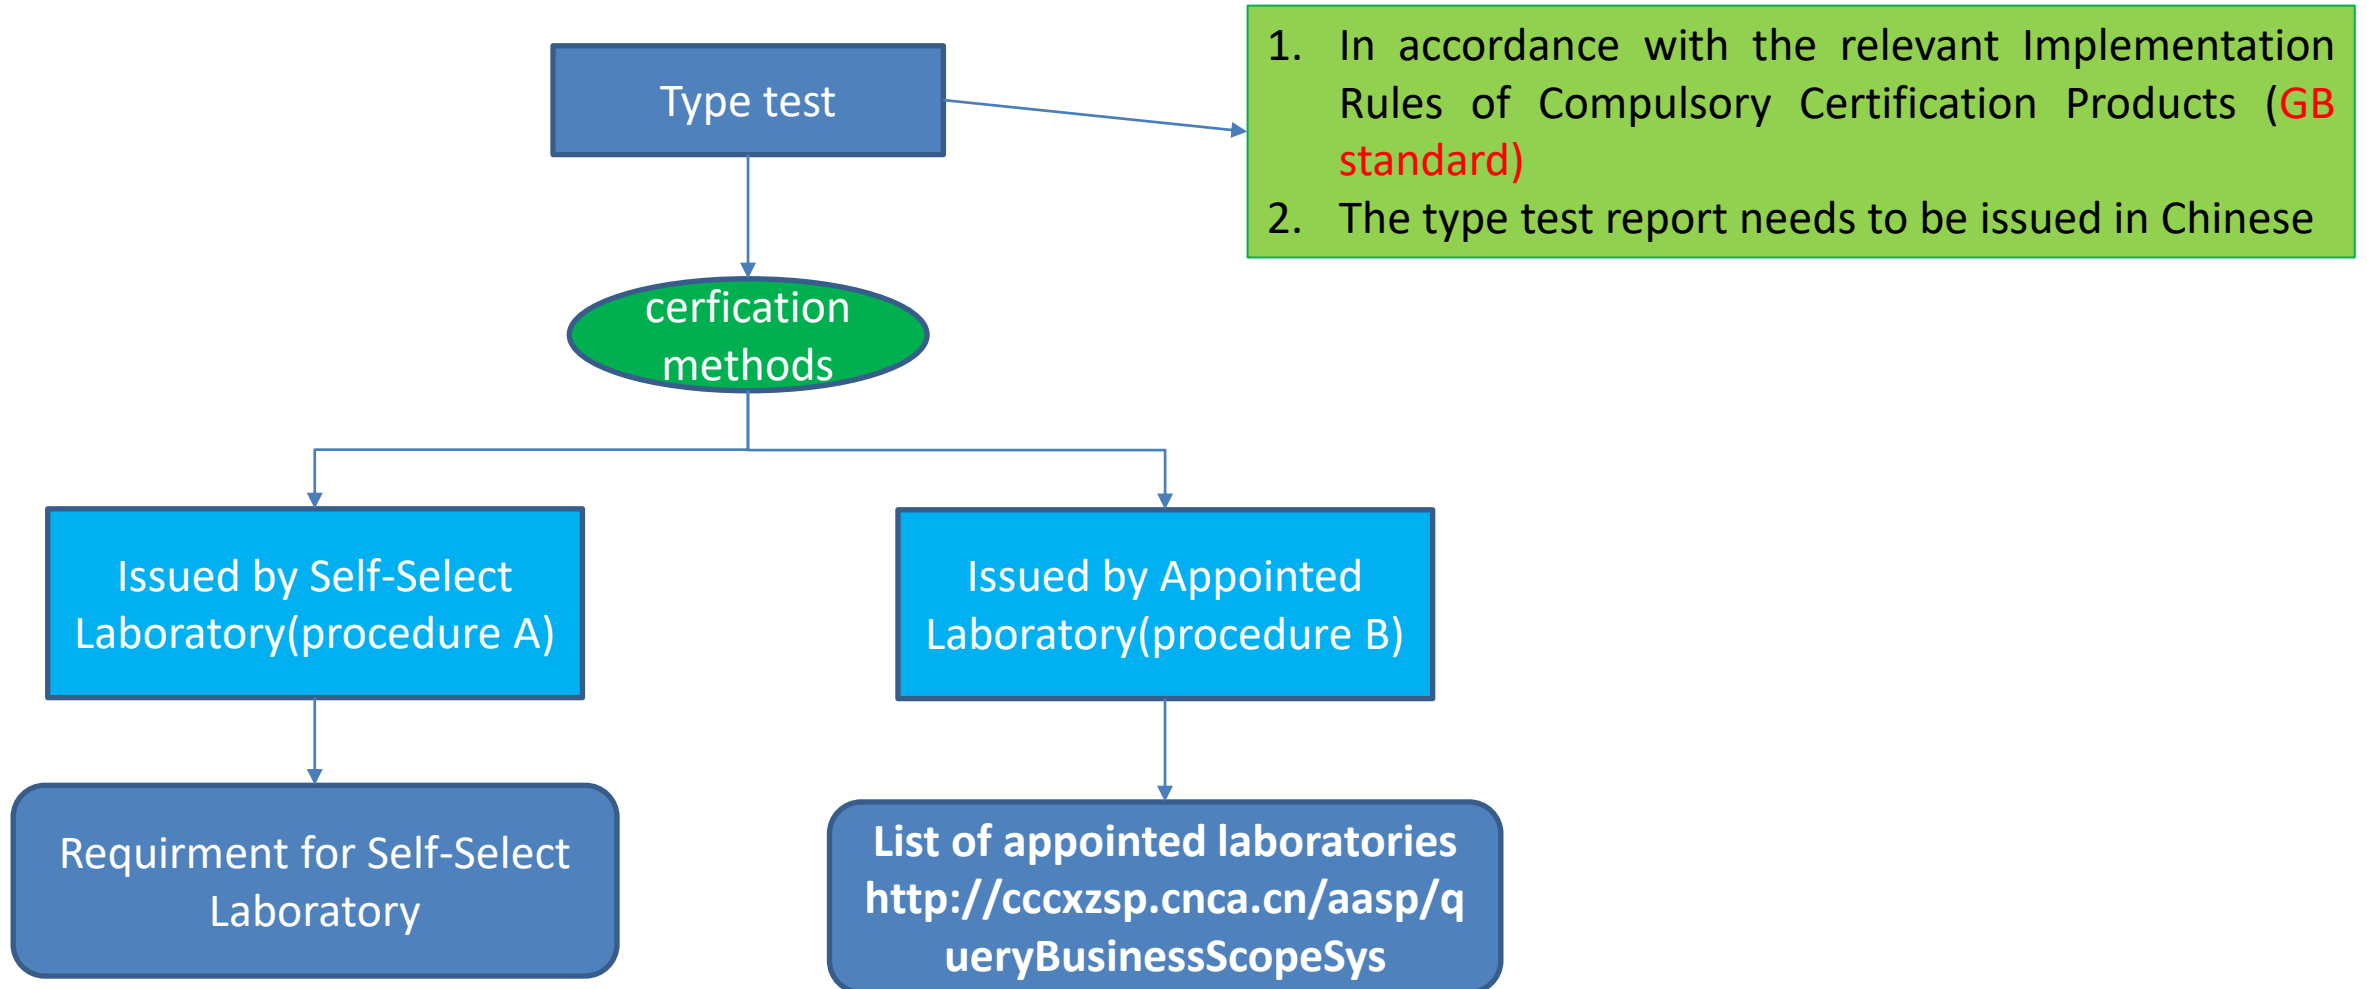 Type test
1. In accordance with the relevant Implementation
Rules of Compulsory Certification Products (GB
standard)
2. The type test report needs to be issued in Chinese
cerfication
methods
Issued by Self-Select
Laboratory(procedure A)
Issued by Appointed
Laboratory(procedure B)
Requirment for Self-Select
Laboratory
List of appointed laboratories
http://cccxzsp.cnca.cn/aasp/q
ueryBusinessScopeSys